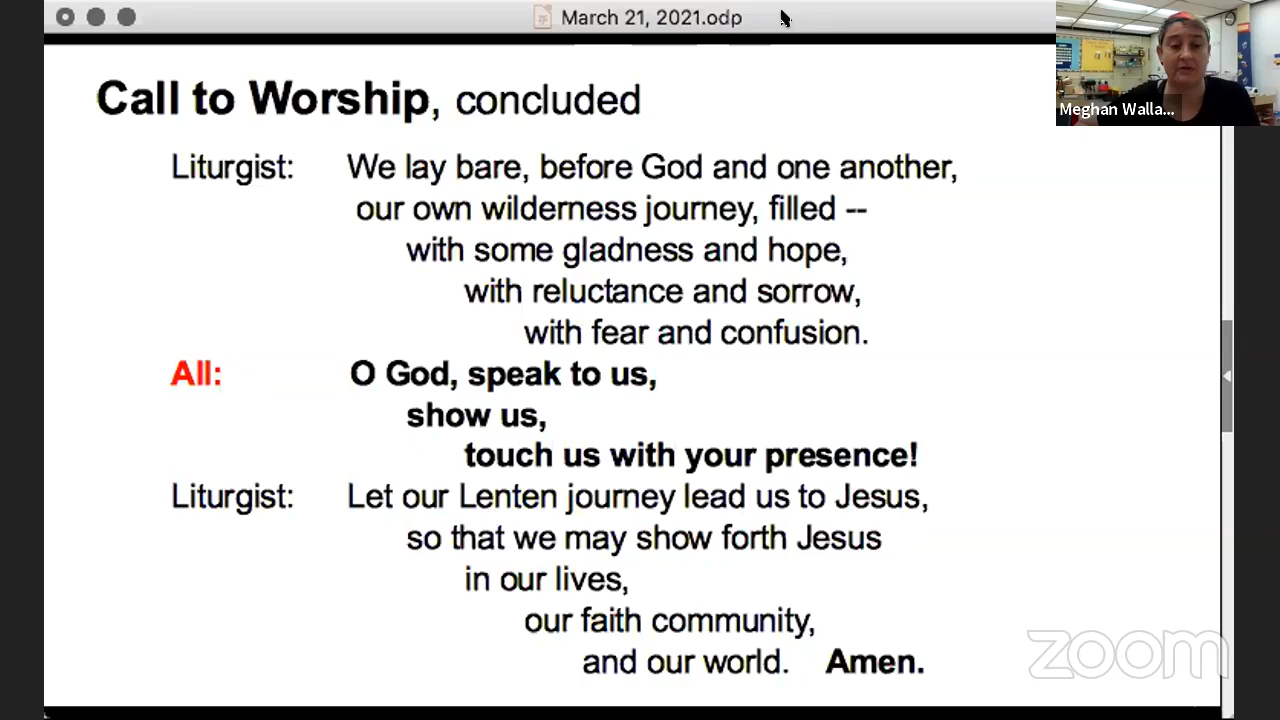 March 21, 2021.odp
Meghan Walla...
Call to Worship, concluded
Liturgist: We lay bare, before God and one another,
our own wilderness journey, filled --
with some gladness and hope,
with reluctance and sorrow,
with fear and confusion.
All: O God, speak to us,
show us,
touch us with your presence!
Liturgist: Let our Lenten journey lead us to Jesus,
so that we may show forth Jesus
in our lives,
our faith community,
and our world. Amen.
zoom